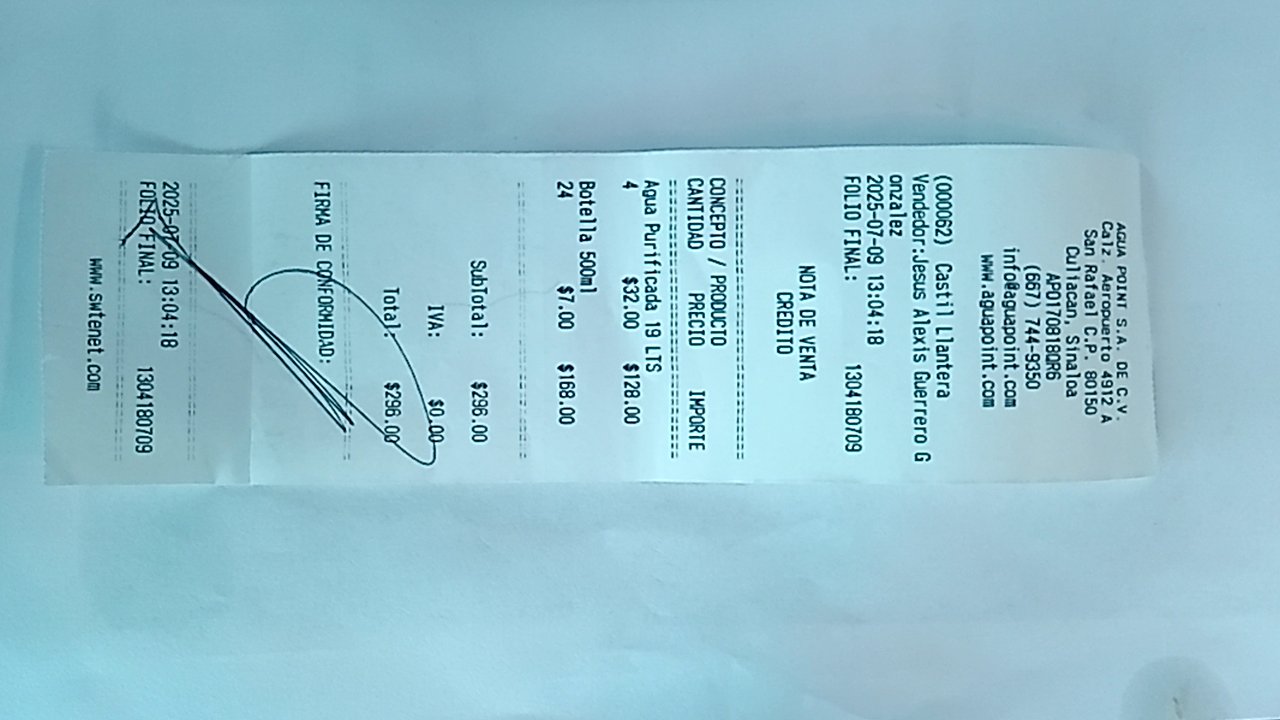 AGUA POINT S.A. DE C.V.
Calz. Aeropuerto 4912 A
San Rafael C.P. 80150
Culiacan, Sinaloa
APO170818QR6
(667) 744-9350
info@aguapoint.com
www.aguapoint.com
(000062) Castil Llantera
Vendedor:Jesus Alexis Guerrero G
onzalez
2025-07-09 13:04:18
FOLIO FINAL: 1304180709
NOTA DE VENTA
CREDITO
================================
CONCEPTO / PRODUCTO
CANTIDAD PRECIO IMPORTE
================================
Agua Purificada 19 LTS
4 $32.00 $128.00
Botella 500ml
24 $7.00 $168.00
================================
SubTotal: $296.00
IVA: $0.00
Total: $296.00
================================
FIRMA DE CONFORMIDAD:
================================
2025-07-09 13:04:18
FOLIO FINAL: 1304180709
================================
www.swtenet.com